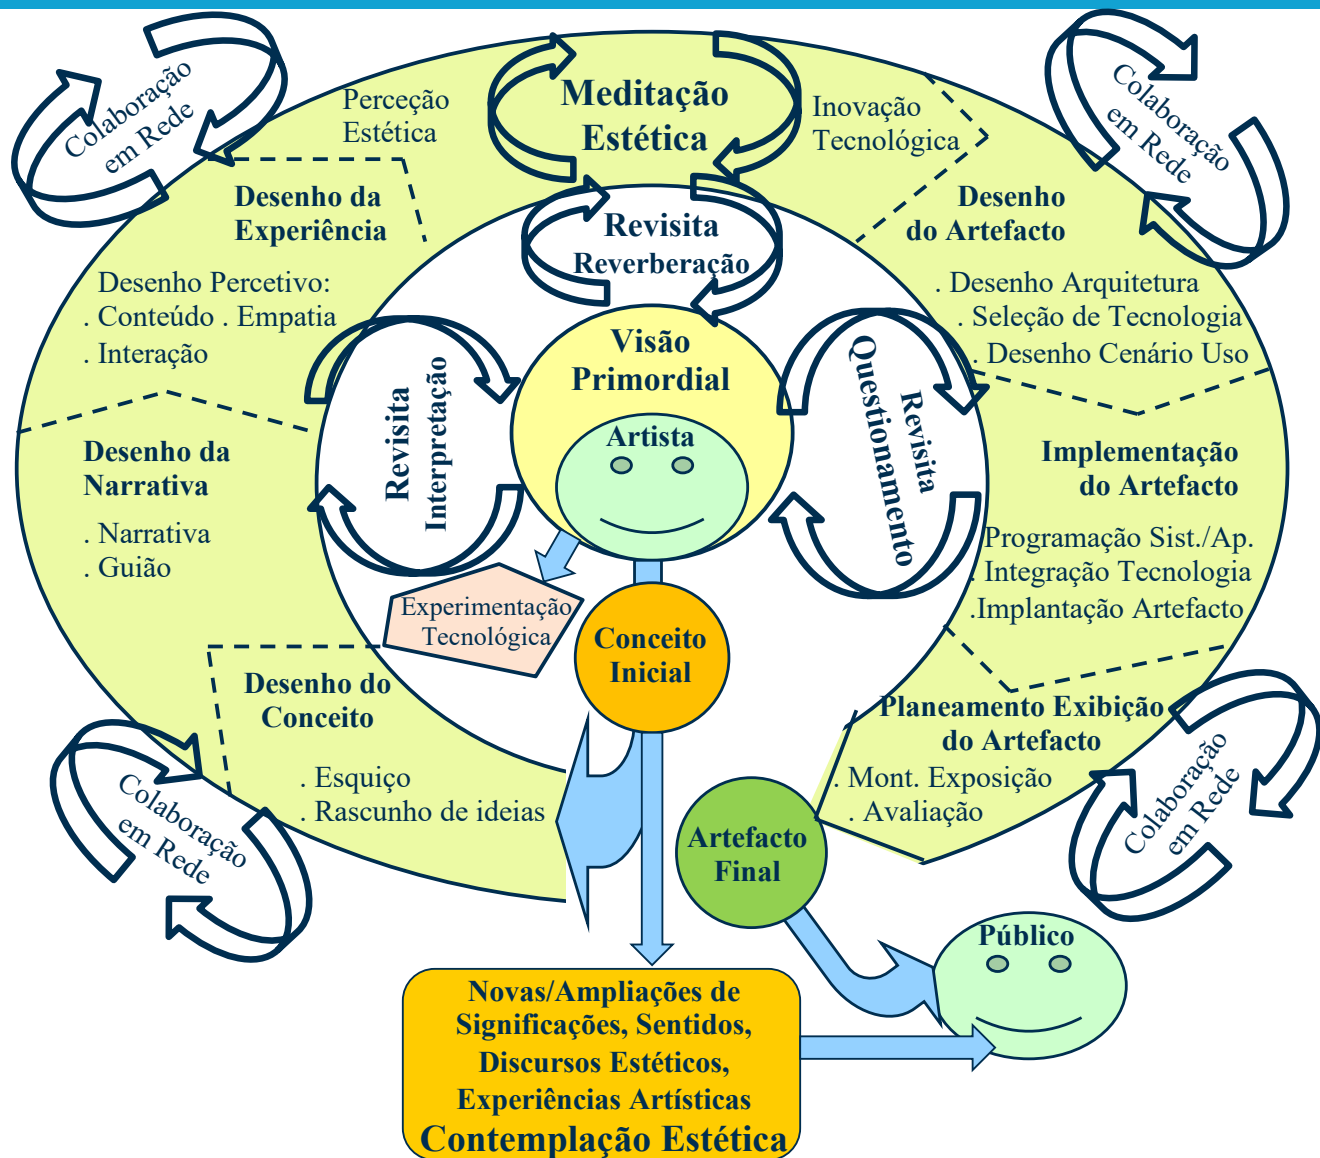 Colaboração
em Rede
Perceção
Estética
Meditação
Estética
Inovação
Tecnológica
Colaboração
em Rede
Desenho da
Experiência
Desenho Percetivo:
. Conteúdo . Empatia
. Interação
Revisita
Reverberação
Desenho
do Artefacto
. Desenho Arquitetura
. Seleção de Tecnologia
. Desenho Cenário Uso
Visão
Primordial
Artista
Revisita
Interpretação
Revisita
Questionamento
Desenho da
Narrativa
. Narrativa
. Guião
Implementação
do Artefacto
Programação Sist./Ap.
. Integração Tecnologia
.Implantação Artefacto
Experimentação
Tecnológica
Conceito
Inicial
Desenho do
Conceito
. Esquiço
. Rascunho de ideias
Planeamento Exibição
do Artefacto
. Mont. Exposição
. Avaliação
Colaboração
em Rede
Colaboração
em Rede
Artefacto
Final
Público
Novas/Ampliações de
Significações, Sentidos,
Discursos Estéticos,
Experiências Artísticas
Contemplação Estética